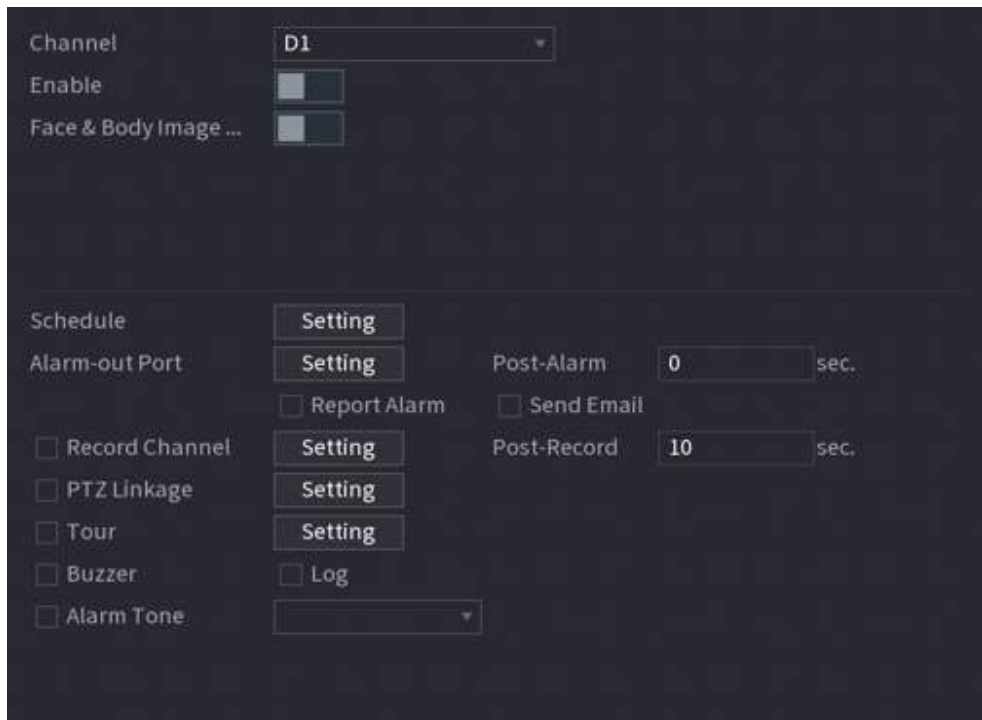 Channel D1
Enable
Face & Body Image ...
Schedule Setting
Alarm-out Port Setting Post-Alarm 0 sec.
Report Alarm Send Email
Record Channel Setting Post-Record 10 sec.
PTZ Linkage Setting
Tour Setting
Buzzer Log
Alarm Tone